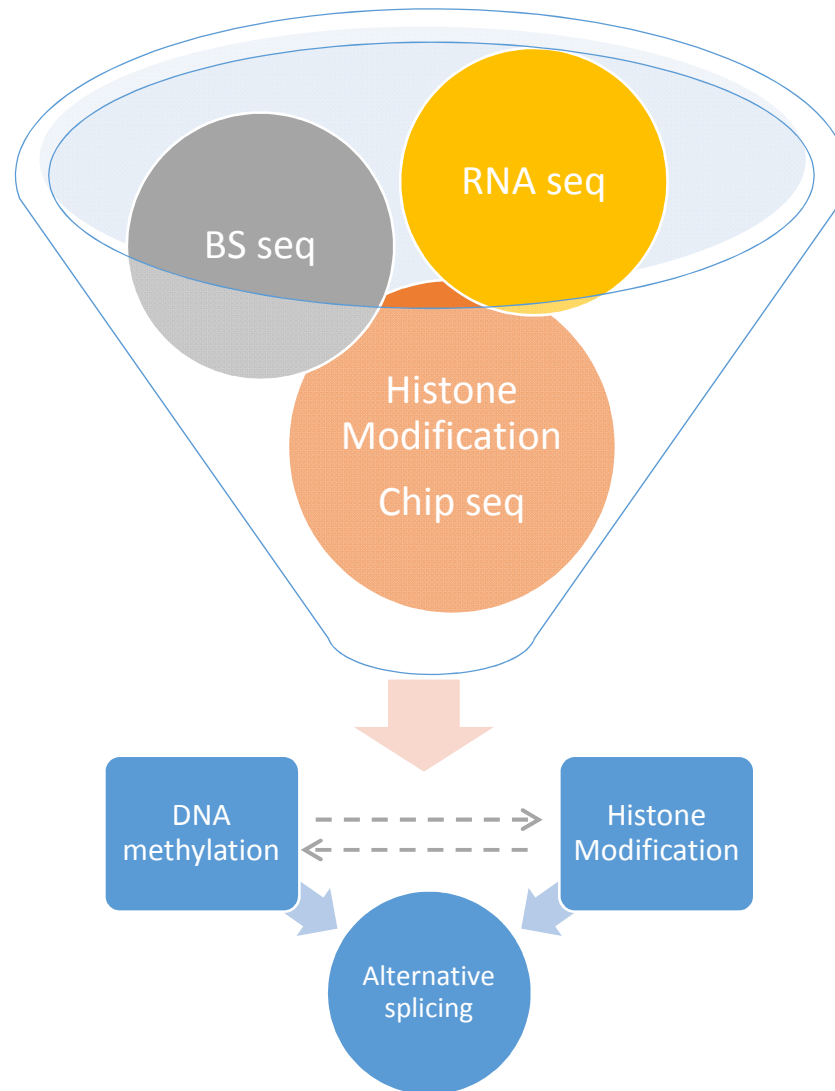 RNA seq
BS seq
Histone
Modification
Chip seq
DNA
methylation
Histone
Modification
Alternative
splicing